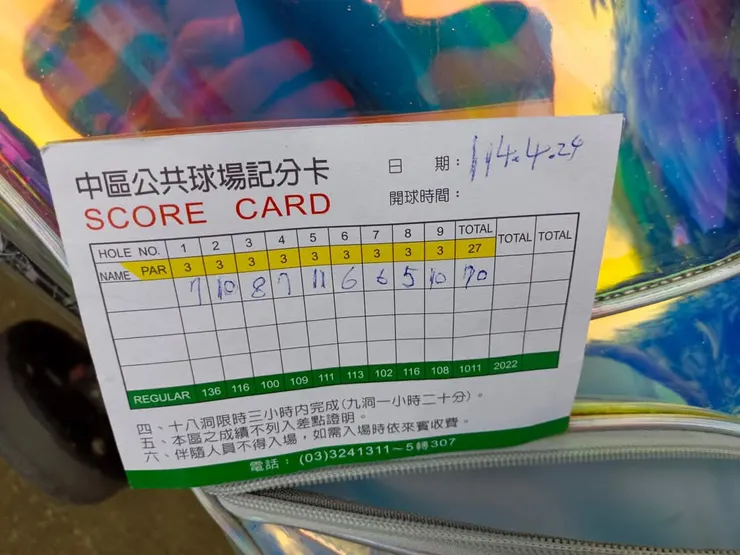 中區公共球場記分卡 日 期：114.4.29
SCORE CARD 開球時間：
HOLE NO. 1 2 3 4 5 6 7 8 9 TOTAL TOTAL TOTAL
NAME PAR 3 3 3 3 3 3 3 3 3 27
7 10 8 7 11 6 6 5 10 70
REGULAR 136 116 100 109 111 113 102 116 108 1011 2022
四、十八洞限時三小時內完成(九洞一小時二十分)。
五、本區之成績不列入差點證明。
六、伴隨人員不得入場，如需入場時依來賓收費。
電話：(03)3241311～5轉307